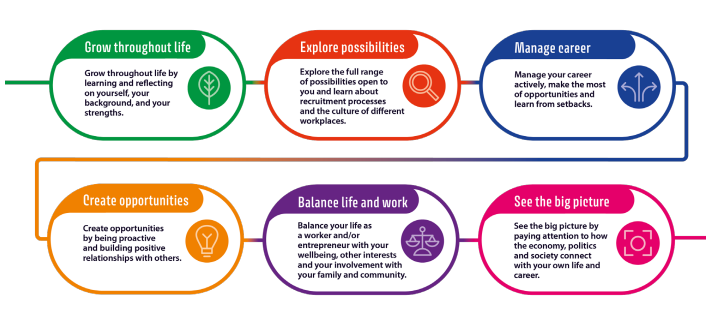 Grow throughout life
Grow throughout life by
learning and reflecting
on yourself, your
background, and your
strengths.
Explore possibilities
Explore the full range
of possibilities open to
you and learn about
recruitment processes
and the culture of different
workplaces.
Manage career
Manage your career
actively, make the most
of opportunities and
learn from setbacks.
Create opportunities
Create opportunities
by being proactive
and building positive
relationships with others.
Balance life and work
Balance your life as
a worker and/or
entrepreneur with your
wellbeing, other interests
and your involvement with
your family and community.
See the big picture
See the big picture by
paying attention to how
the economy, politics
and society connect
with your own life and
career.